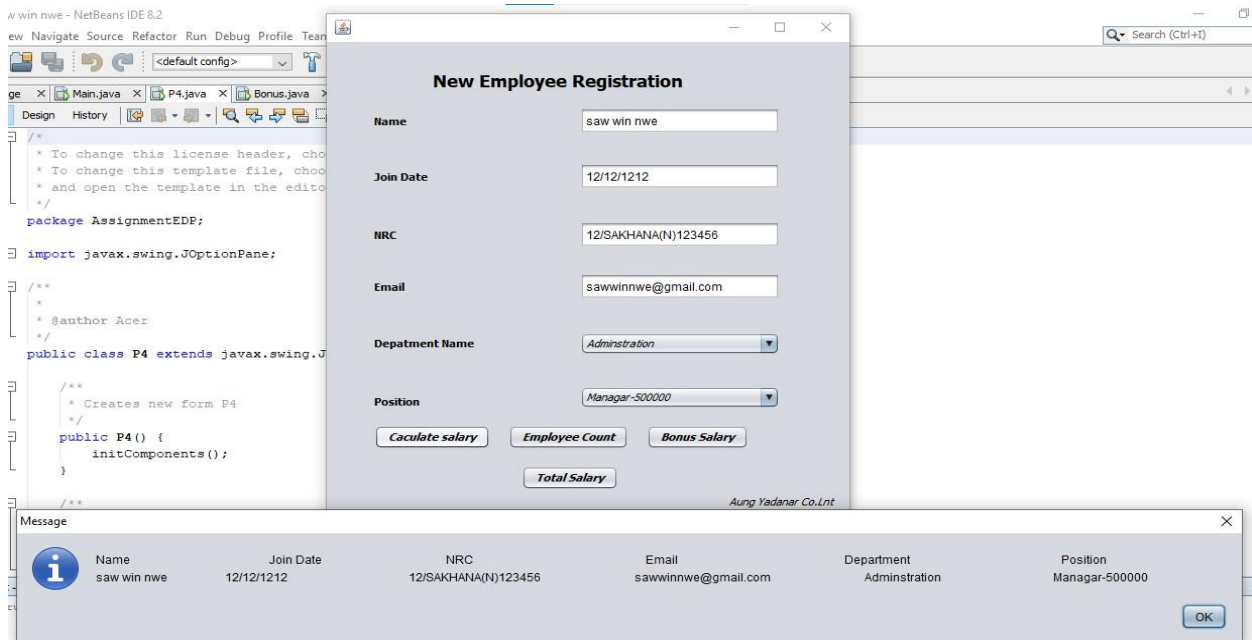 w win nwe - NetBeans IDE 8.2
ew Navigate Source Refactor Run Debug Profile Tean
Search (Ctrl+I)
<default config>
ge Main.java P4.java Bonus.java
Design History
/*
* To change this license header, cho
* To change this template file, choo
* and open the template in the edito
*/
package AssignmentEDP;
import javax.swing.JOptionPane;
/**
*
* @author Acer
*/
public class P4 extends javax.swing.J
/**
* Creates new form P4
*/
public P4() {
initComponents();
}
/**
New Employee Registration
Name saw win nwe
Join Date 12/12/1212
NRC 12/SAKHANA(N)123456
Email sawwinnwe@gmail.com
Depatment Name Adminstration
Position Managar-500000
Caculate salary Employee Count Bonus Salary
Total Salary
Aung Yadanar Co.Lnt
Message
Name Join Date NRC Email Department Position
saw win nwe 12/12/1212 12/SAKHANA(N)123456 sawwinnwe@gmail.com Adminstration Managar-500000
OK